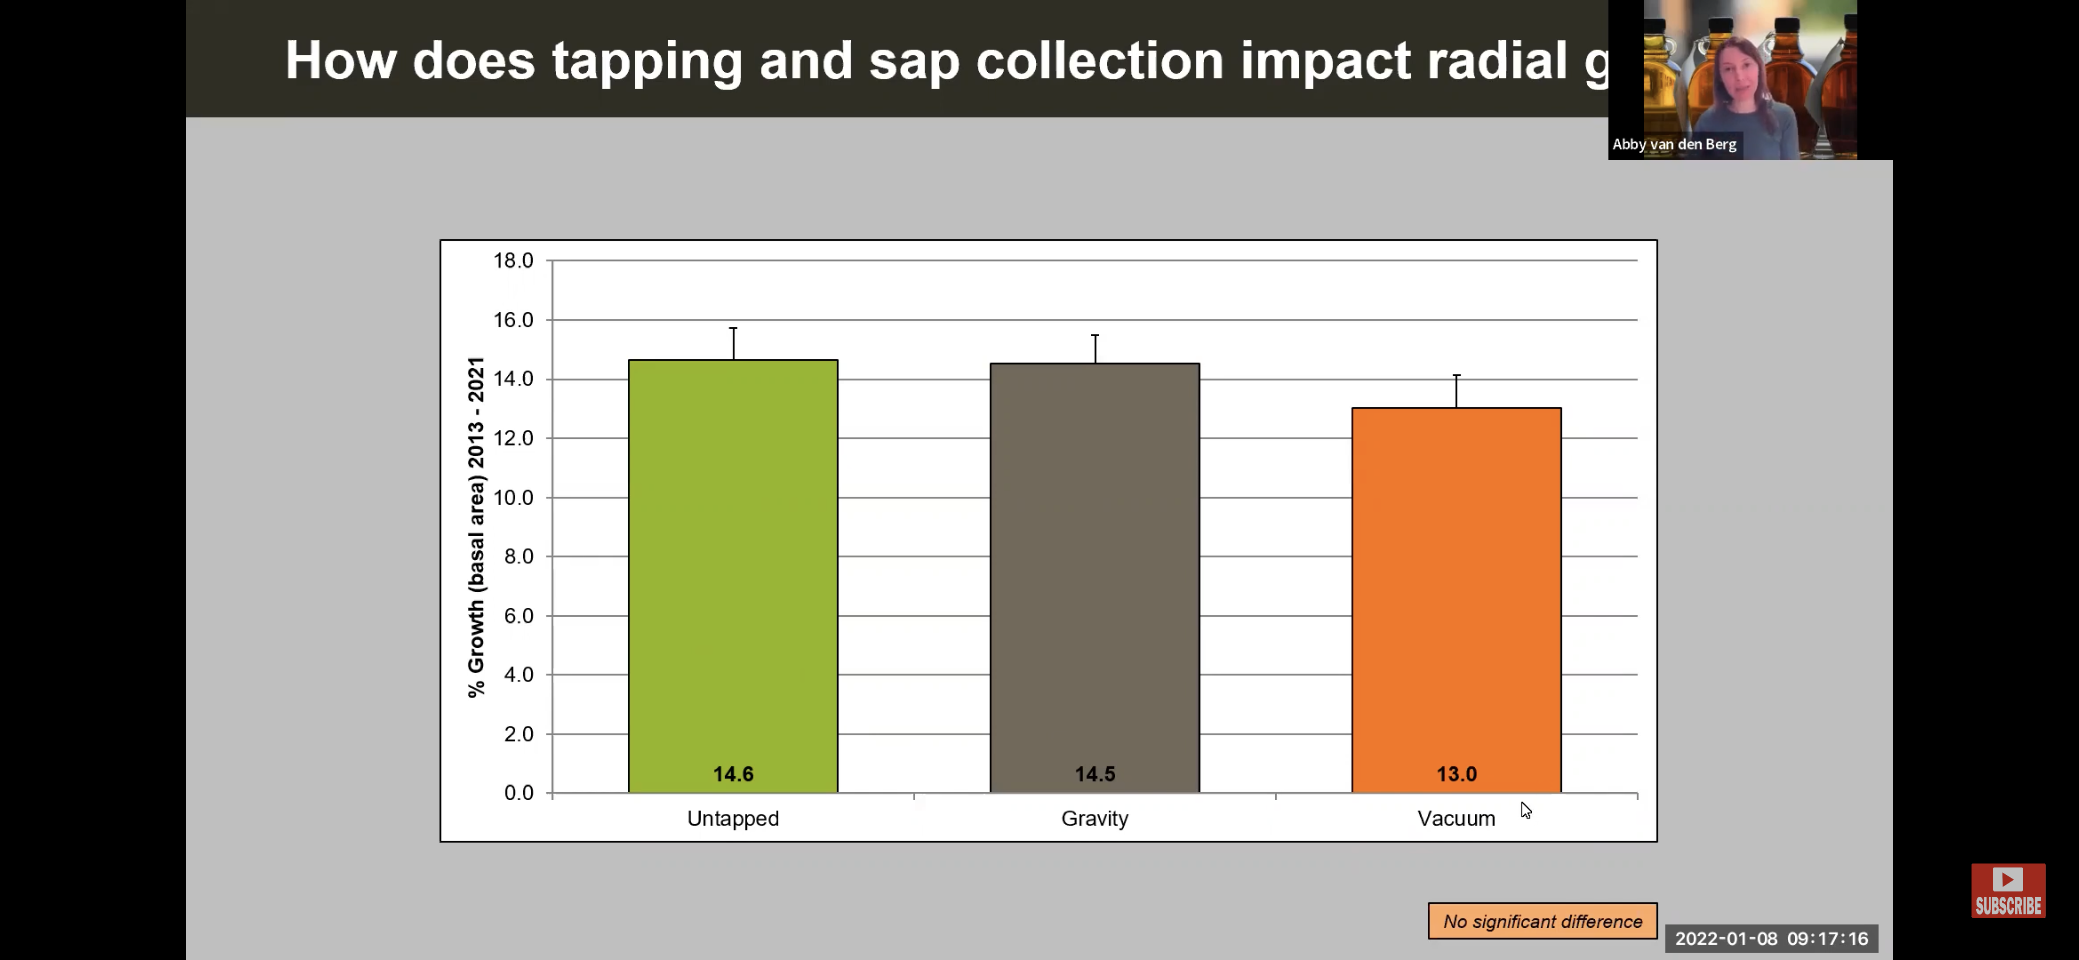 How does tapping and sap collection impact radial g
Abby van den Berg
% Growth (basal area) 2013 - 2021
18.0
16.0
14.0
12.0
10.0
8.0
6.0
4.0
2.0
0.0
14.6
14.5
13.0
Untapped
Gravity
Vacuum
No significant difference
SUBSCRIBE
2022-01-08 09:17:16